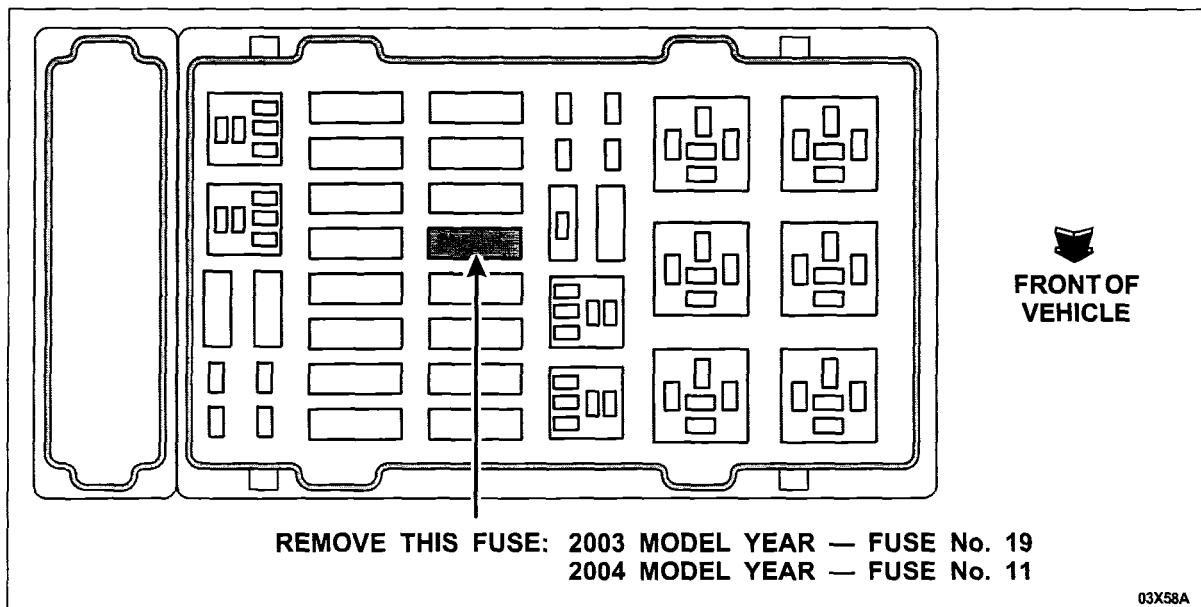 FRONT OF
VEHICLE
REMOVE THIS FUSE: 2003 MODEL YEAR — FUSE No. 19
2004 MODEL YEAR — FUSE No. 11
03X58A